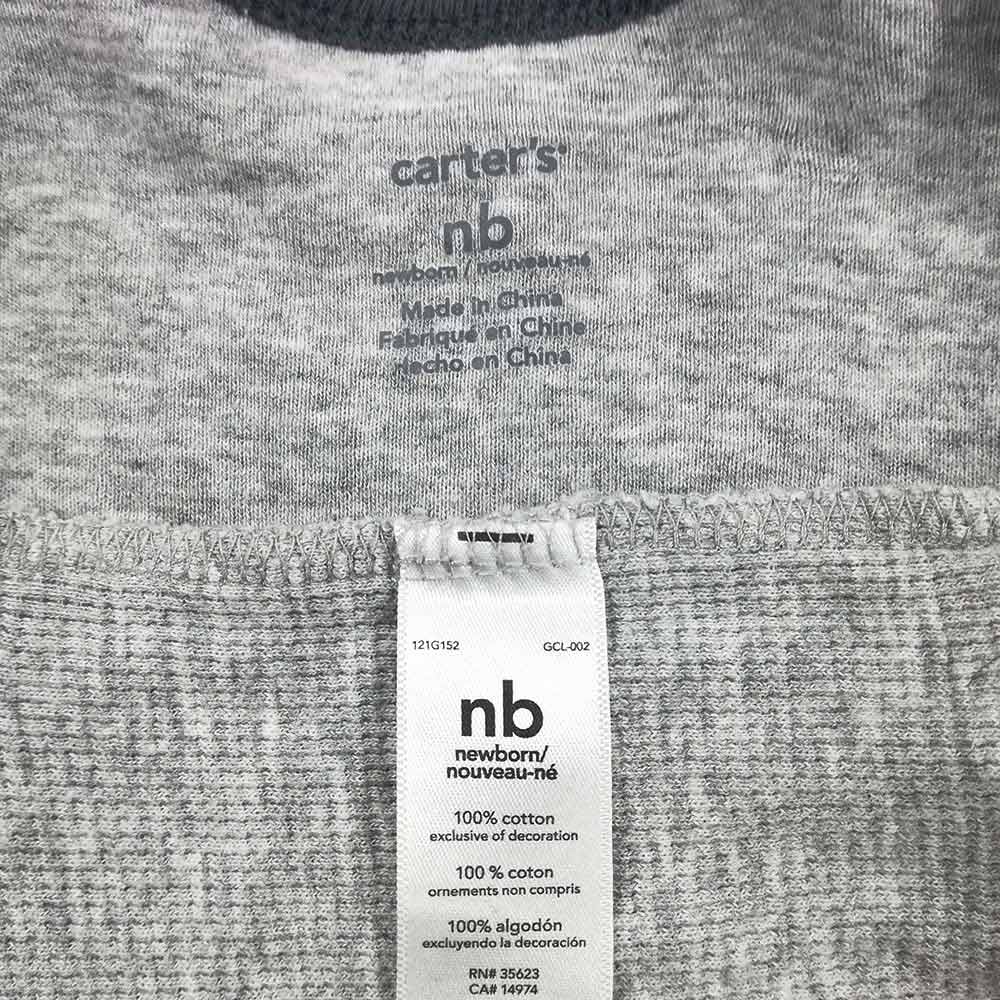 carter's
nb
newborn / nouveau-né
Made in China
Fabriqué en Chine
Hecho en China
121G152 GCL-002
nb
newborn/
nouveau-né
100% cotton
exclusive of decoration
100 % coton
ornements non compris
100% algodón
excluyendo la decoración
RN# 35623
CA# 14974